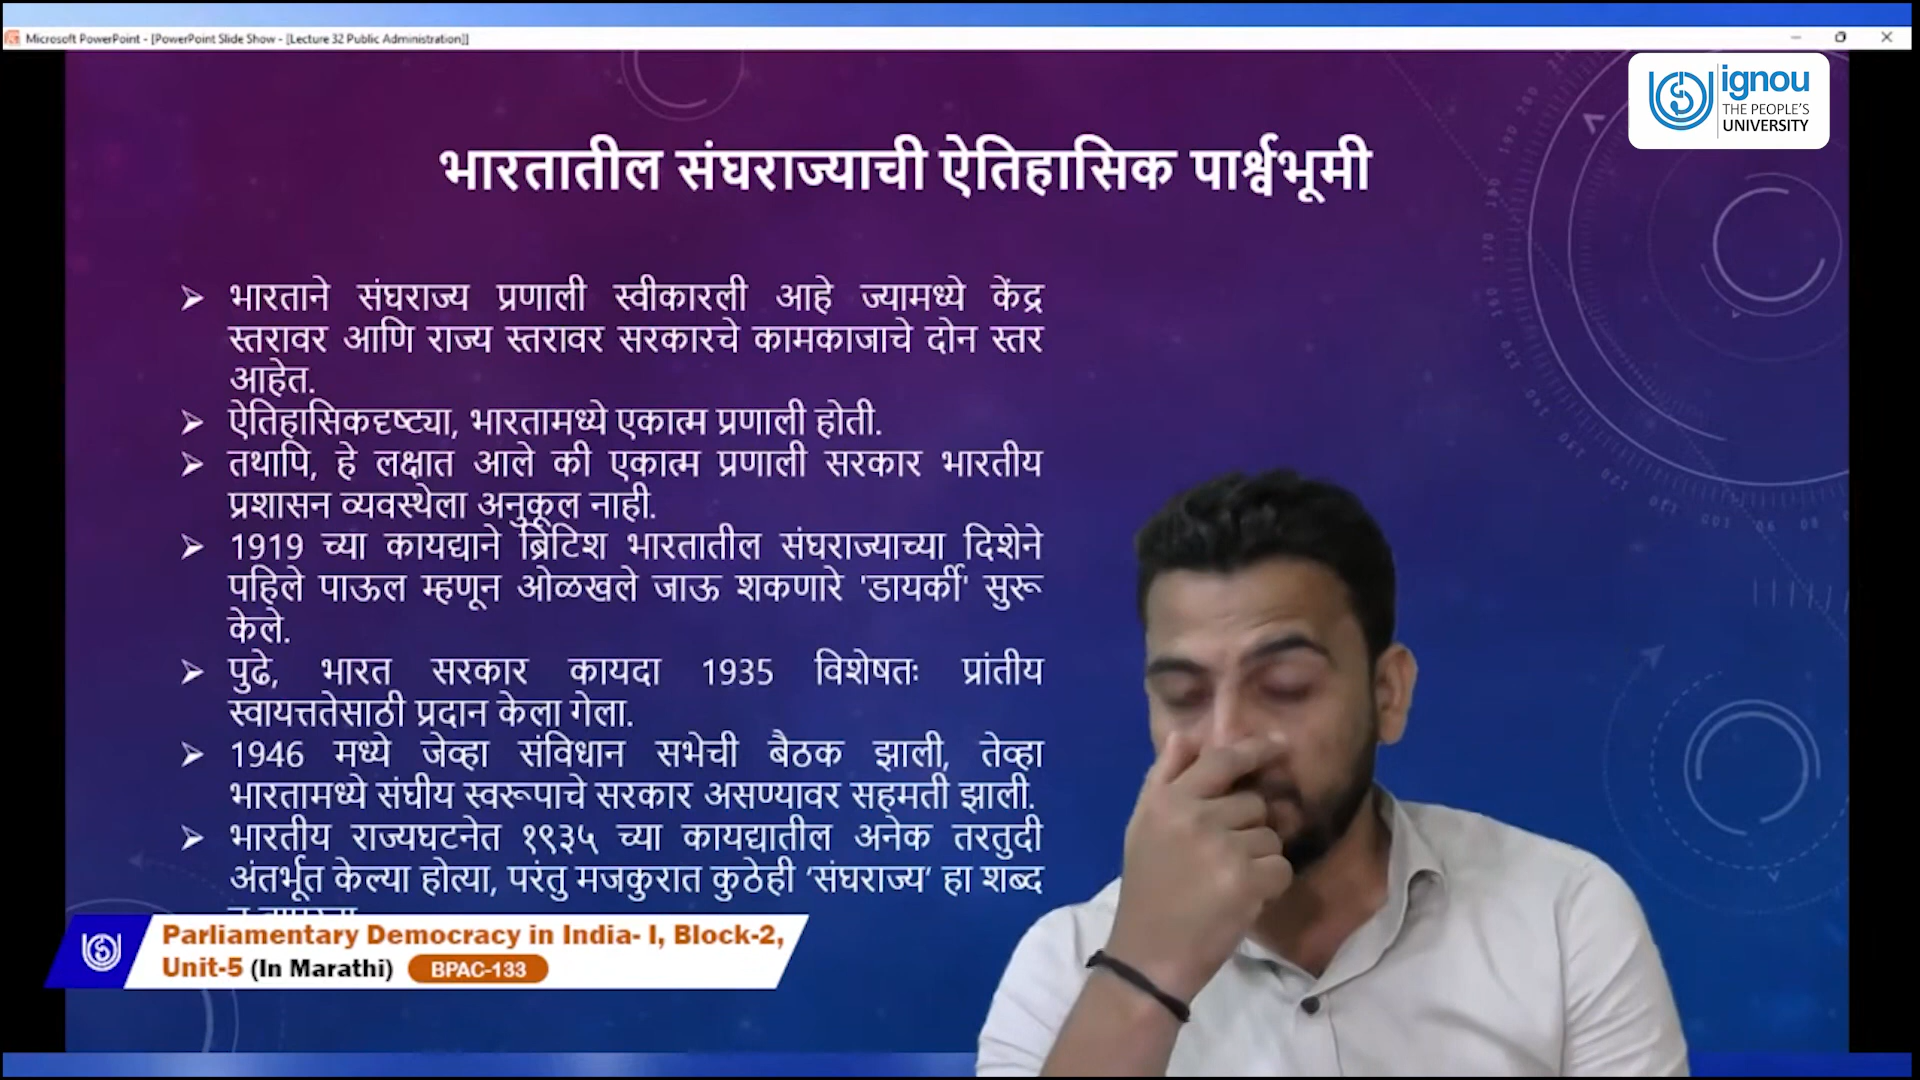 Microsoft PowerPoint - [PowerPoint Slide Show - [Lecture 32 Public Administration]]
ignou
THE PEOPLE'S
UNIVERSITY
भारतातील संघराज्याची ऐतिहासिक पार्श्वभूमी
भारताने संघराज्य प्रणाली स्वीकारली आहे ज्यामध्ये केंद्र
स्तरावर आणि राज्य स्तरावर सरकारचे कामकाजाचे दोन स्तर
आहेत.
ऐतिहासिकदृष्ट्या, भारतामध्ये एकात्म प्रणाली होती.
तथापि, हे लक्षात आले की एकात्म प्रणाली सरकार भारतीय
प्रशासन व्यवस्थेला अनुकूल नाही.
1919 च्या कायद्याने ब्रिटिश भारतातील संघराज्याच्या दिशेने
पहिले पाऊल म्हणून ओळखले जाऊ शकणारे 'डायर्की' सुरू
केले.
पुढे, भारत सरकार कायदा 1935 विशेषतः प्रांतीय
स्वायत्ततेसाठी प्रदान केला गेला.
1946 मध्ये जेव्हा संविधान सभेची बैठक झाली, तेव्हा
भारतामध्ये संघीय स्वरूपाचे सरकार असण्यावर सहमती झाली.
भारतीय राज्यघटनेत १९३५ च्या कायद्यातील अनेक तरतुदी
अंतर्भूत केल्या होत्या, परंतु मजकुरात कुठेही ‘संघराज्य’ हा शब्द
Parliamentary Democracy in India- I, Block-2,
Unit-5 (In Marathi) BPAC-133